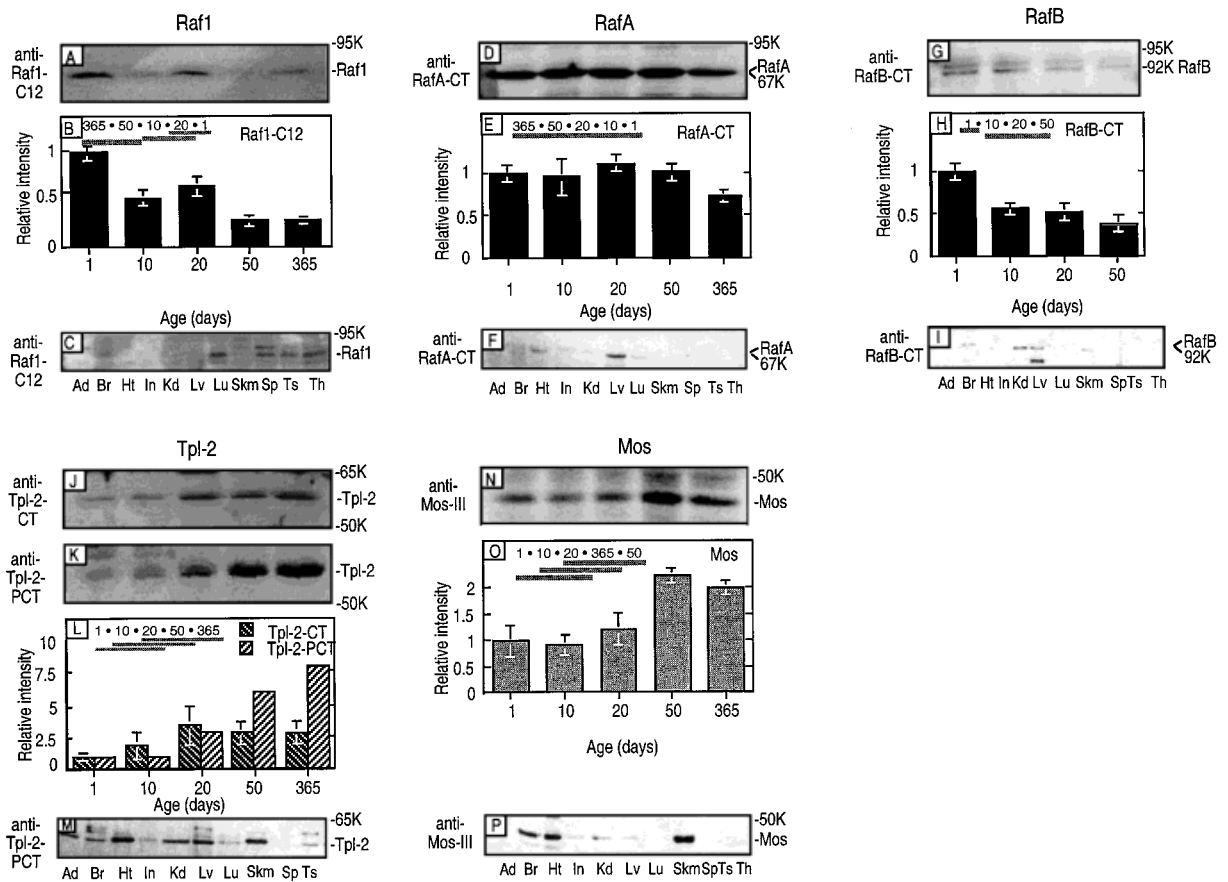 Raf1
anti-
Raf1-
C12
A
-95K
-Raf1
B
365 • 50 • 10 • 20 • 1
Raf1-C12
Relative intensity
1
0.5
0
1 10 20 50 365
Age (days)
anti-
Raf1-
C12
C
-95K
-Raf1
Ad Br Ht In Kd Lv Lu Skm Sp Ts Th
RafA
anti-
RafA-CT
D
-95K
RafA
67K
E
365 • 50 • 20 • 10 • 1
RafA-CT
Relative intensity
1
0.5
0
1 10 20 50 365
Age (days)
anti-
RafA-CT
F
-95K
RafA
67K
Ad Br Ht In Kd Lv Lu Skm Sp Ts Th
RafB
anti-
RafB-CT
G
-95K
-92K RafB
H
1 • 10 • 20 • 50
RafB-CT
Relative intensity
1
0.5
0
1 10 20 50
Age (days)
anti-
RafB-CT
I
RafB
92K
Ad Br Ht In Kd Lv Lu Skm SpTs Th
Tpl-2
anti-
Tpl-2-
CT
J
-65K
-Tpl-2
-50K
anti-
Tpl-2-
PCT
K
-Tpl-2
-50K
L
1 • 10 • 20 • 50 • 365
Tpl-2-CT
Tpl-2-PCT
Relative intensity
10
7.5
5
2.5
0
1 10 20 50 365
Age (days)
anti-
Tpl-2-
PCT
M
-65K
-Tpl-2
Ad Br Ht In Kd Lv Lu Skm Sp Ts
Mos
anti-
Mos-III
N
-50K
-Mos
O
1 • 10 • 20 • 365 • 50
Mos
Relative intensity
2
1.5
1
0.5
0
1 10 20 50 365
Age (days)
anti-
Mos-III
P
-50K
-Mos
Ad Br Ht In Kd Lv Lu Skm SpTs Th